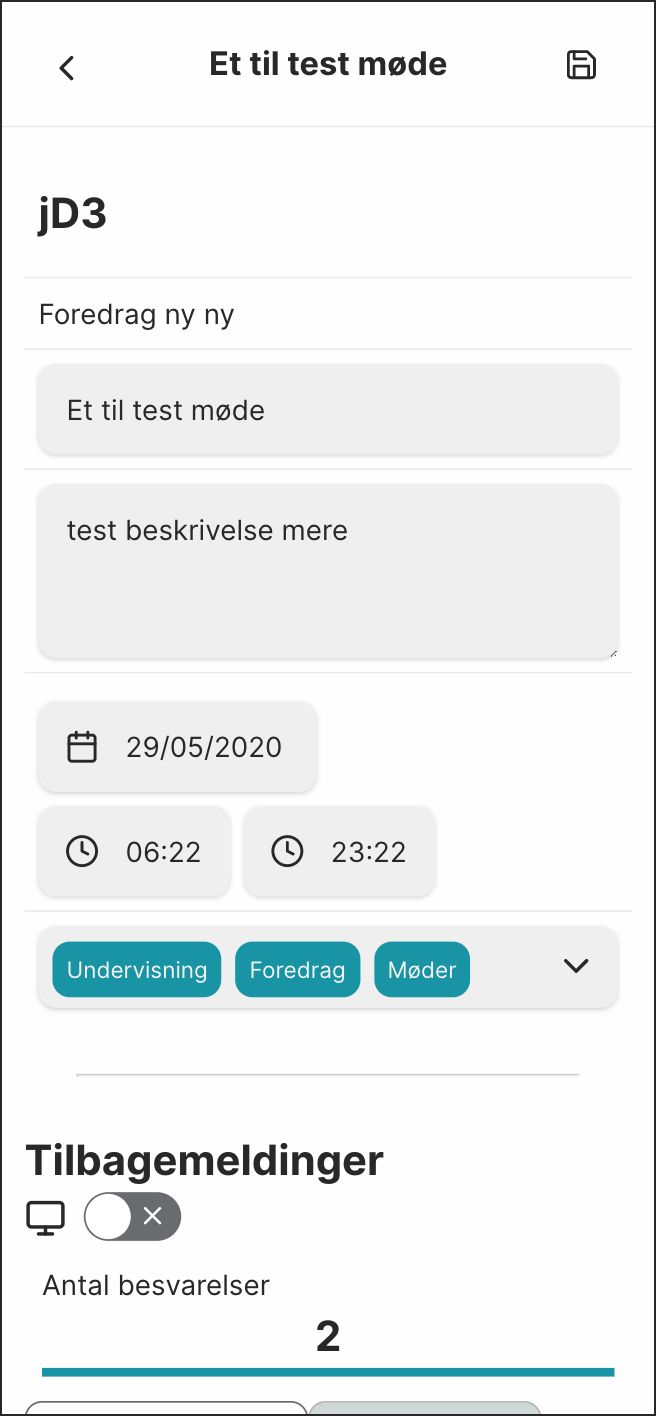 Et til test møde
jD3
Foredrag ny ny
Et til test møde
test beskrivelse mere
29/05/2020
06:22 23:22
Undervisning Foredrag Møder
Tilbagemeldinger
Antal besvarelser
2